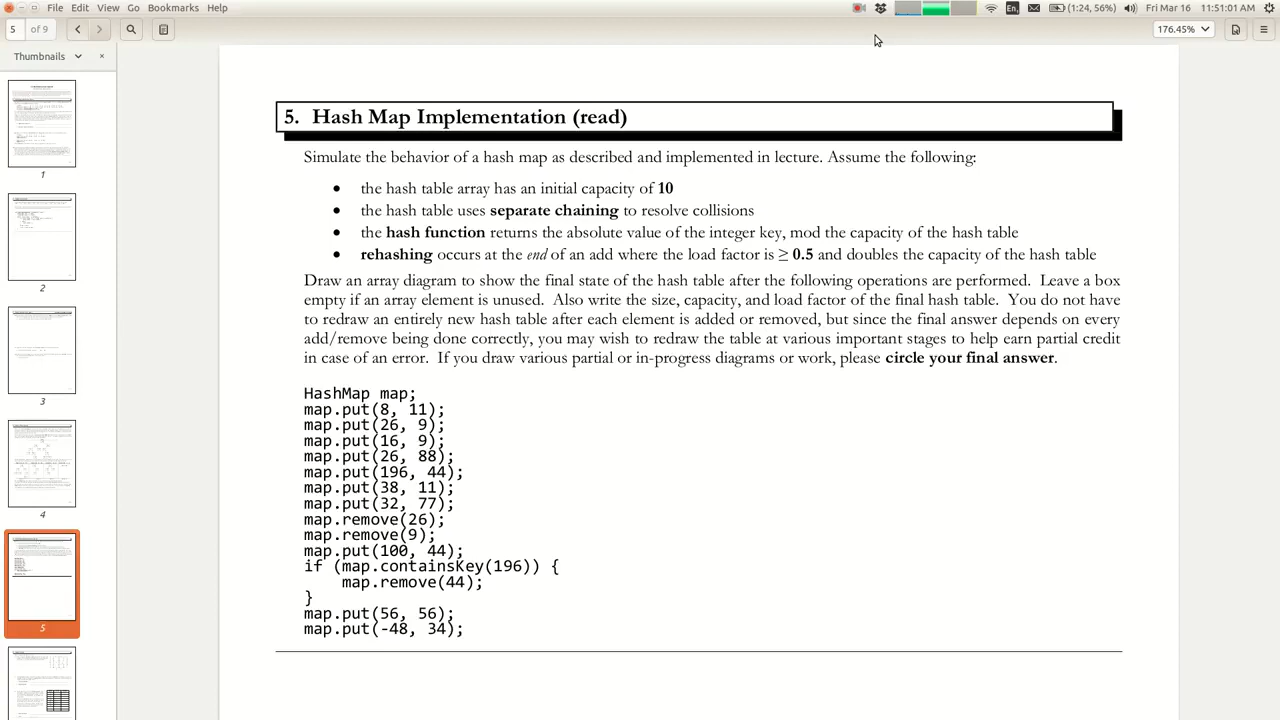 File Edit View Go Bookmarks Help
En
(1:24, 56%)
Fri Mar 16
11:51:01 AM
5 of 9
176.45%
Thumbnails
1
2
3
4
5
5. Hash Map Implementation (read)
Simulate the behavior of a hash map as described and implemented in lecture. Assume the following:
• the hash table array has an initial capacity of 10
• the hash table uses separate chaining to resolve collisions
• the hash function returns the absolute value of the integer key, mod the capacity of the hash table
• rehashing occurs at the end of an add where the load factor is ≥ 0.5 and doubles the capacity of the hash table
Draw an array diagram to show the final state of the hash table after the following operations are performed. Leave a box
empty if an array element is unused. Also write the size, capacity, and load factor of the final hash table. You do not have
to redraw an entirely new hash table after each element is added or removed, but since the final answer depends on every
add/remove being done correctly, you may wish to redraw the table at various important stages to help earn partial credit
in case of an error. If you draw various partial or in-progress diagrams or work, please circle your final answer.
HashMap map;
map.put(8, 11);
map.put(26, 9);
map.put(16, 9);
map.put(26, 88);
map.put(196, 44);
map.put(38, 11);
map.put(32, 77);
map.remove(26);
map.remove(9);
map.put(100, 44);
if (map.containsKey(196)) {
    map.remove(44);
}
map.put(56, 56);
map.put(-48, 34);